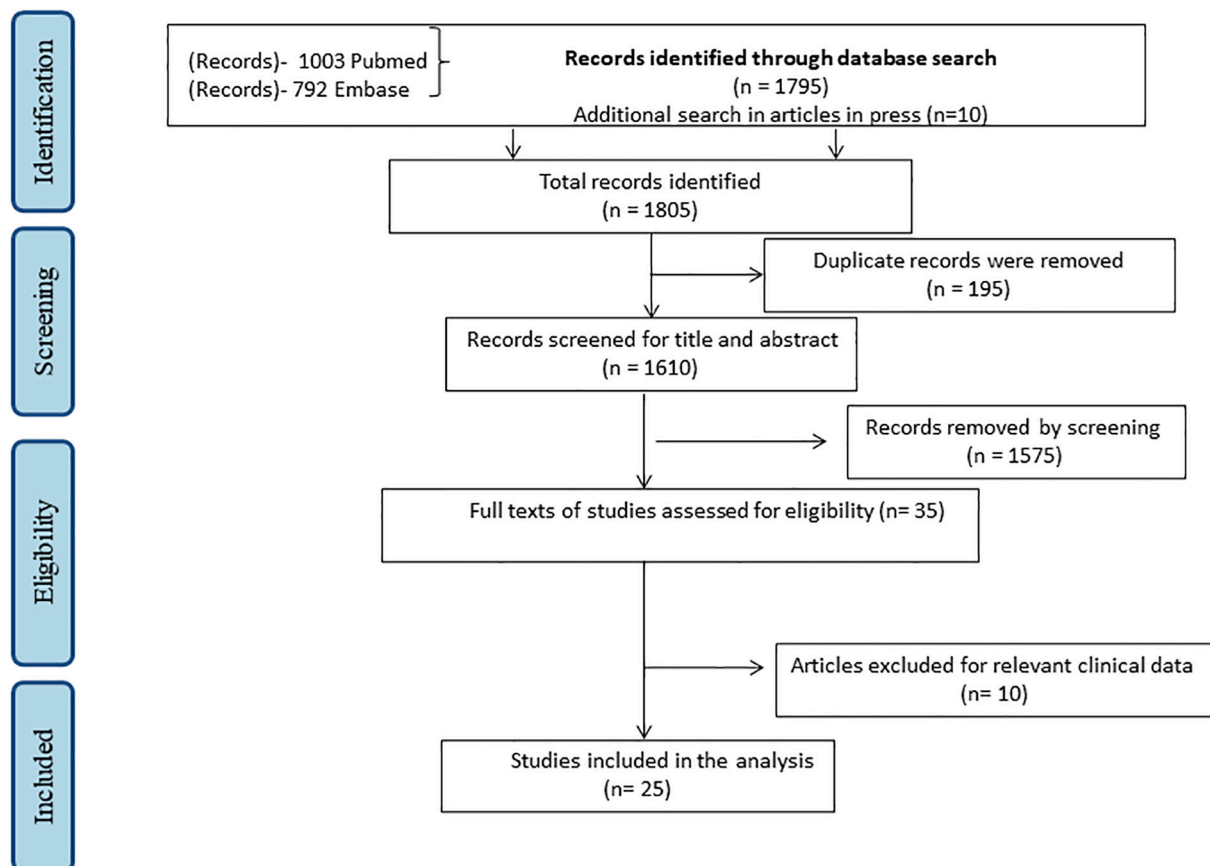 Identification
(Records)- 1003 Pubmed
(Records)- 792 Embase
Records identified through database search
(n = 1795)
Additional search in articles in press (n=10)
Total records identified
(n = 1805)
Screening
Duplicate records were removed
(n = 195)
Records screened for title and abstract
(n = 1610)
Records removed by screening
(n = 1575)
Eligibility
Full texts of studies assessed for eligibility (n= 35)
Articles excluded for relevant clinical data
(n= 10)
Included
Studies included in the analysis
(n= 25)